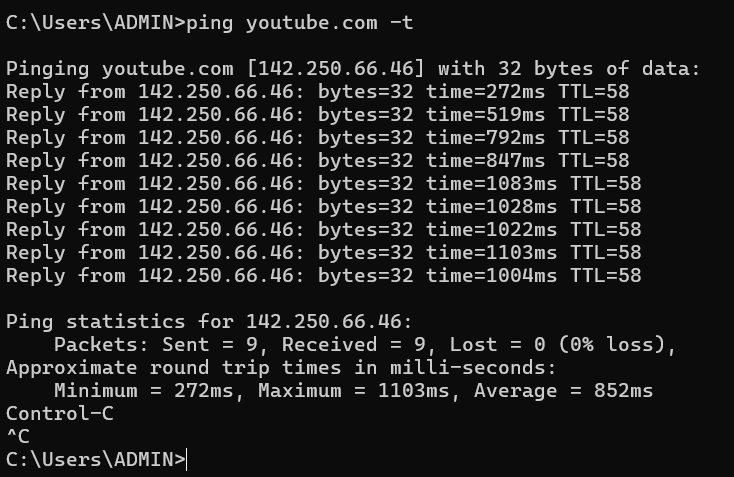 C:\Users\ADMIN>ping youtube.com -t
Pinging youtube.com [142.250.66.46] with 32 bytes of data:
Reply from 142.250.66.46: bytes=32 time=272ms TTL=58
Reply from 142.250.66.46: bytes=32 time=519ms TTL=58
Reply from 142.250.66.46: bytes=32 time=792ms TTL=58
Reply from 142.250.66.46: bytes=32 time=847ms TTL=58
Reply from 142.250.66.46: bytes=32 time=1083ms TTL=58
Reply from 142.250.66.46: bytes=32 time=1028ms TTL=58
Reply from 142.250.66.46: bytes=32 time=1022ms TTL=58
Reply from 142.250.66.46: bytes=32 time=1103ms TTL=58
Reply from 142.250.66.46: bytes=32 time=1004ms TTL=58
Ping statistics for 142.250.66.46:
    Packets: Sent = 9, Received = 9, Lost = 0 (0% loss),
Approximate round trip times in milli-seconds:
    Minimum = 272ms, Maximum = 1103ms, Average = 852ms
Control-C
^C
C:\Users\ADMIN>